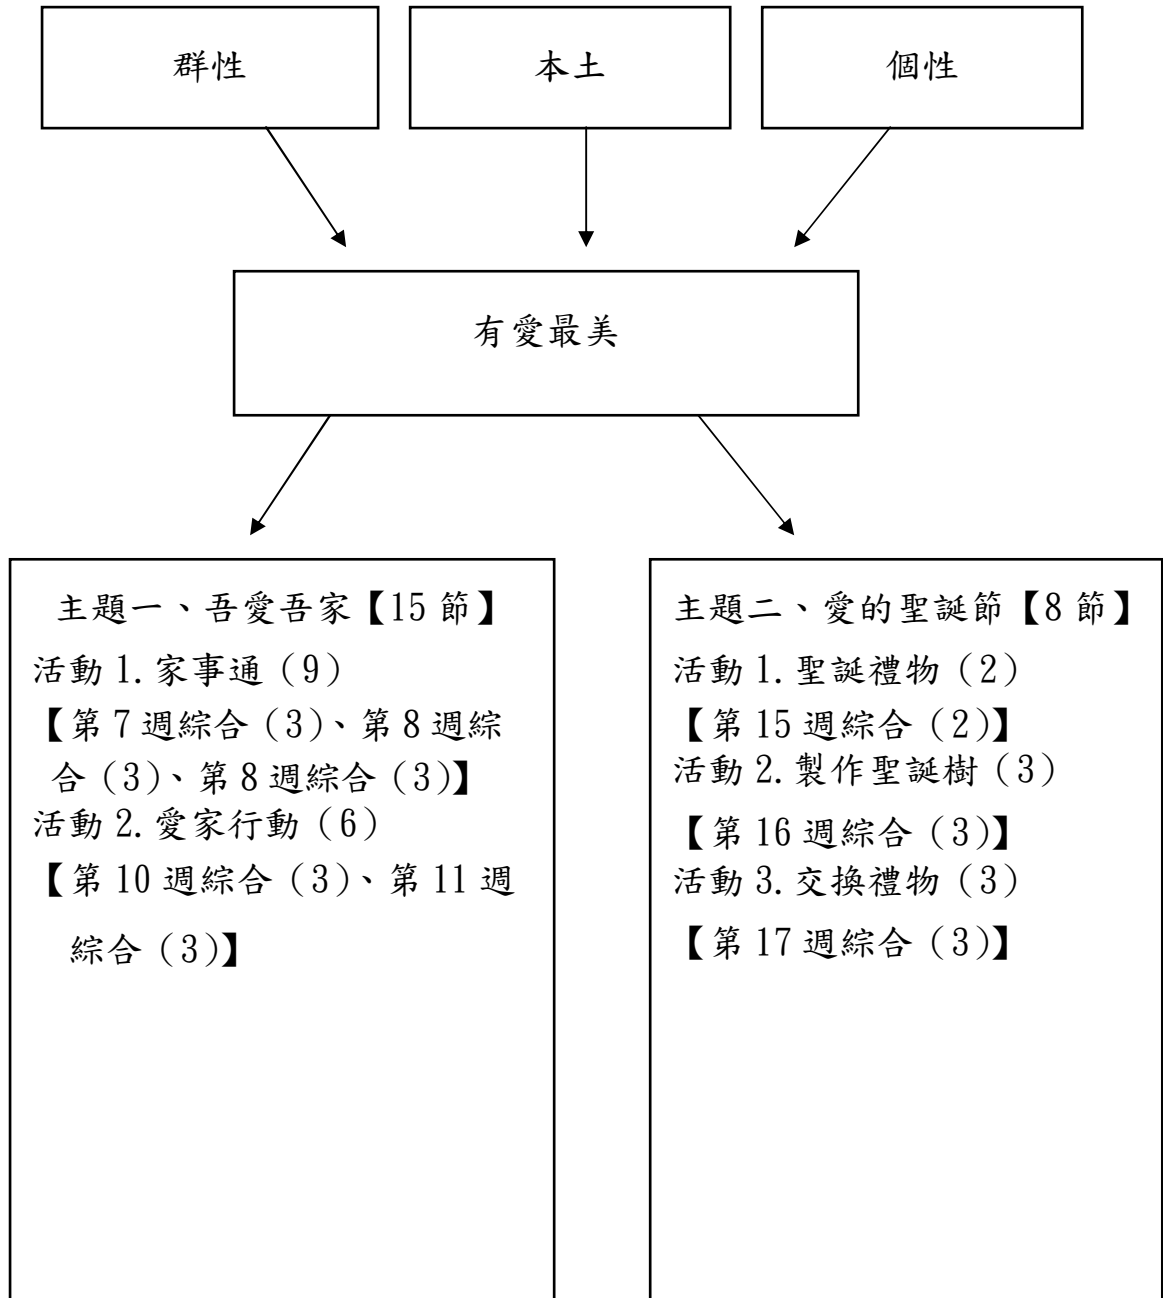 群性
本土
個性
有愛最美
主題一、吾愛吾家【15 節】
活動 1.家事通（9）
【第 7 週綜合（3）、第 8 週綜
合（3）、第 8 週綜合（3）】
活動 2.愛家行動（6）
【第 10 週綜合（3）、第 11 週
綜合（3）】
主題二、愛的聖誕節【8 節】
活動 1.聖誕禮物（2）
【第 15 週綜合（2）】
活動 2.製作聖誕樹（3）
【第 16 週綜合（3）】
活動 3.交換禮物（3）
【第 17 週綜合（3）】